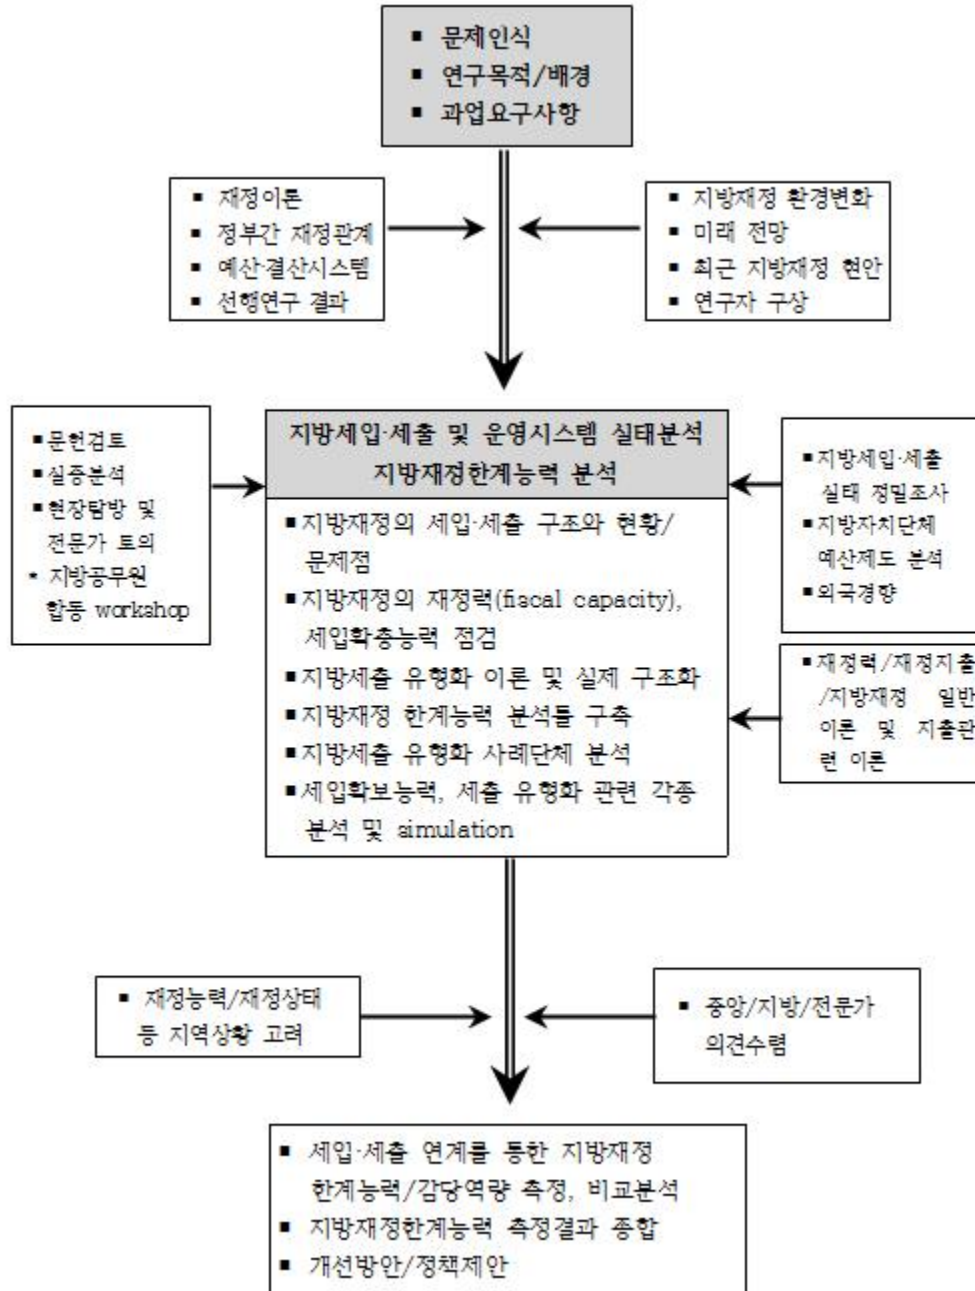 ▪ 문제인식
▪ 연구목적/배경
▪ 과업요구사항
▪ 재정이론
▪ 정부간 재정관계
▪ 예산·결산시스템
▪ 선행연구 결과
▪ 지방재정 환경변화
▪ 미래 전망
▪ 최근 지방재정 현안
▪ 연구자 구상
▪문헌검토
▪실증분석
▪현장탐방 및
전문가 토의
* 지방공무원
합동 workshop
지방세입·세출 및 운영시스템 실태분석
지방재정한계능력 분석
▪지방재정의 세입·세출 구조와 현황/
문제점
▪지방재정의 재정력(fiscal capacity),
세입확충능력 점검
▪지방세출 유형화 이론 및 실제 구조화
▪지방재정 한계능력 분석틀 구축
▪지방세출 유형화 사례단체 분석
▪세입확보능력, 세출 유형화 관련 각종
분석 및 simulation
▪지방세입·세출
실태 정밀조사
▪지방자치단체
예산제도 분석
▪외국경향
▪재정력/재정지출
/지방재정 일반
이론 및 지출관
련 이론
▪ 재정능력/재정상태
등 지역상황 고려
▪ 중앙/지방/전문가
의견수렴
▪ 세입·세출 연계를 통한 지방재정
한계능력/감당역량 측정, 비교분석
▪ 지방재정한계능력 측정결과 종합
▪ 개선방안/정책제안